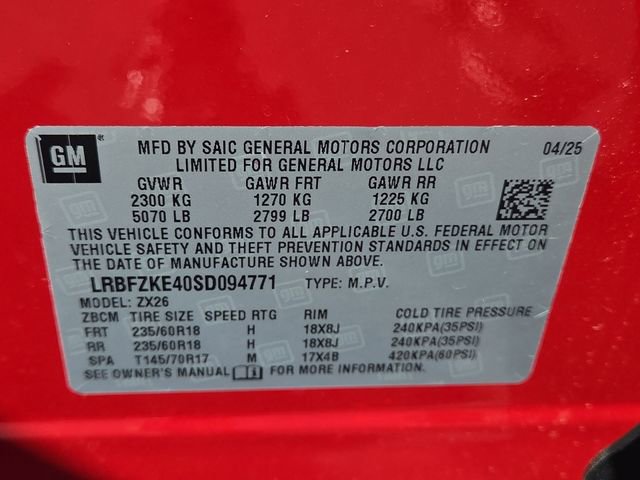 GM
MFD BY SAIC GENERAL MOTORS CORPORATION 04/25
LIMITED FOR GENERAL MOTORS LLC
GVWR GAWR FRT GAWR RR
2300 KG 1270 KG 1225 KG
5070 LB 2799 LB 2700 LB
THIS VEHICLE CONFORMS TO ALL APPLICABLE U.S. FEDERAL MOTOR
VEHICLE SAFETY AND THEFT PREVENTION STANDARDS IN EFFECT ON
THE DATE OF MANUFACTURE SHOWN ABOVE.
LRBFZKE40SD094771 TYPE: M.P.V.
MODEL: ZX26
ZBCM TIRE SIZE SPEED RTG RIM COLD TIRE PRESSURE
FRT 235/60R18 H 18X8J 240KPA(35PSI)
RR 235/60R18 H 18X8J 240KPA(35PSI)
SPA T145/70R17 M 17X4B 420KPA(60PSI)
SEE OWNER'S MANUAL FOR MORE INFORMATION.